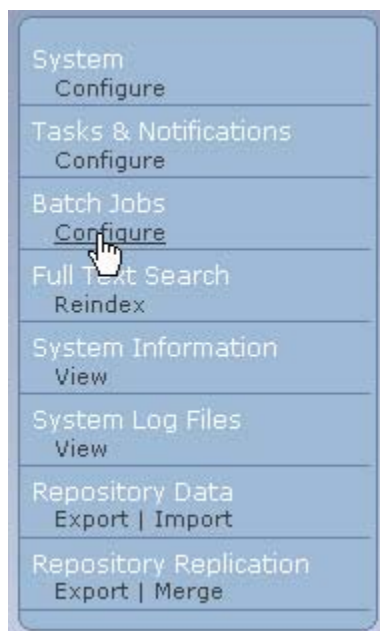 System
Configure
Tasks & Notifications
Configure
Batch Jobs
Configure
Full Text Search
Reindex
System Information
View
System Log Files
View
Repository Data
Export | Import
Repository Replication
Export | Merge